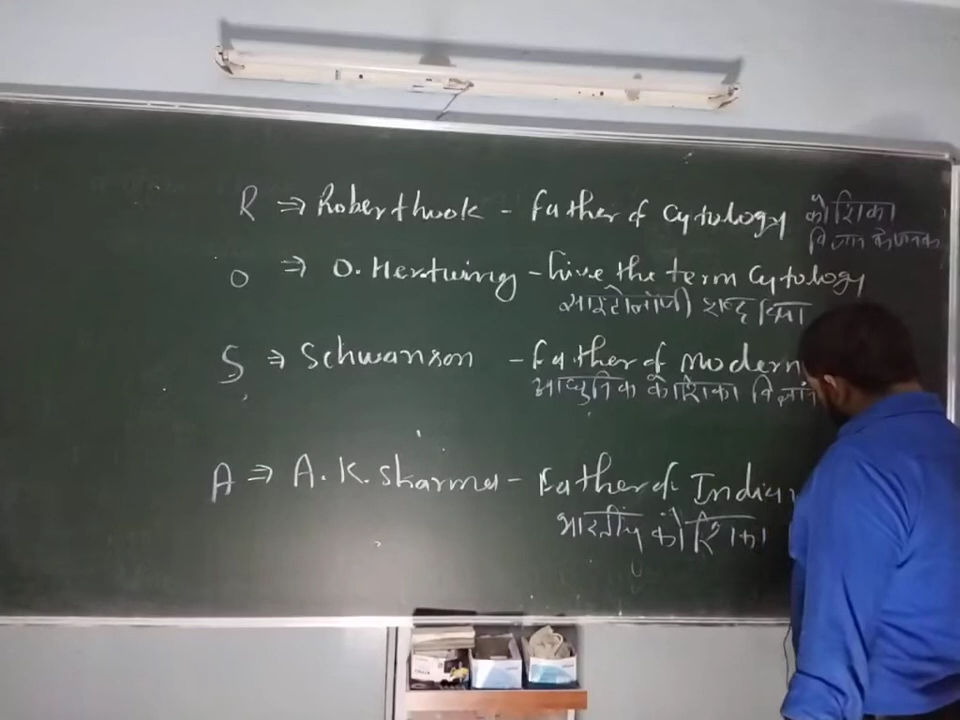 R ⇒ Robert hook - Father of Cytology कोशिका
विज्ञान के जनक
O ⇒ O. Hertwing - hive the term Cytology
साइटोलॉजी शब्द दिया
S ⇒ Schwanson - Father of Modern
आधुनिक कोशिका विज्ञान
A ⇒ A.K. Sharma - Father of Indian
भारतीय कोशिका